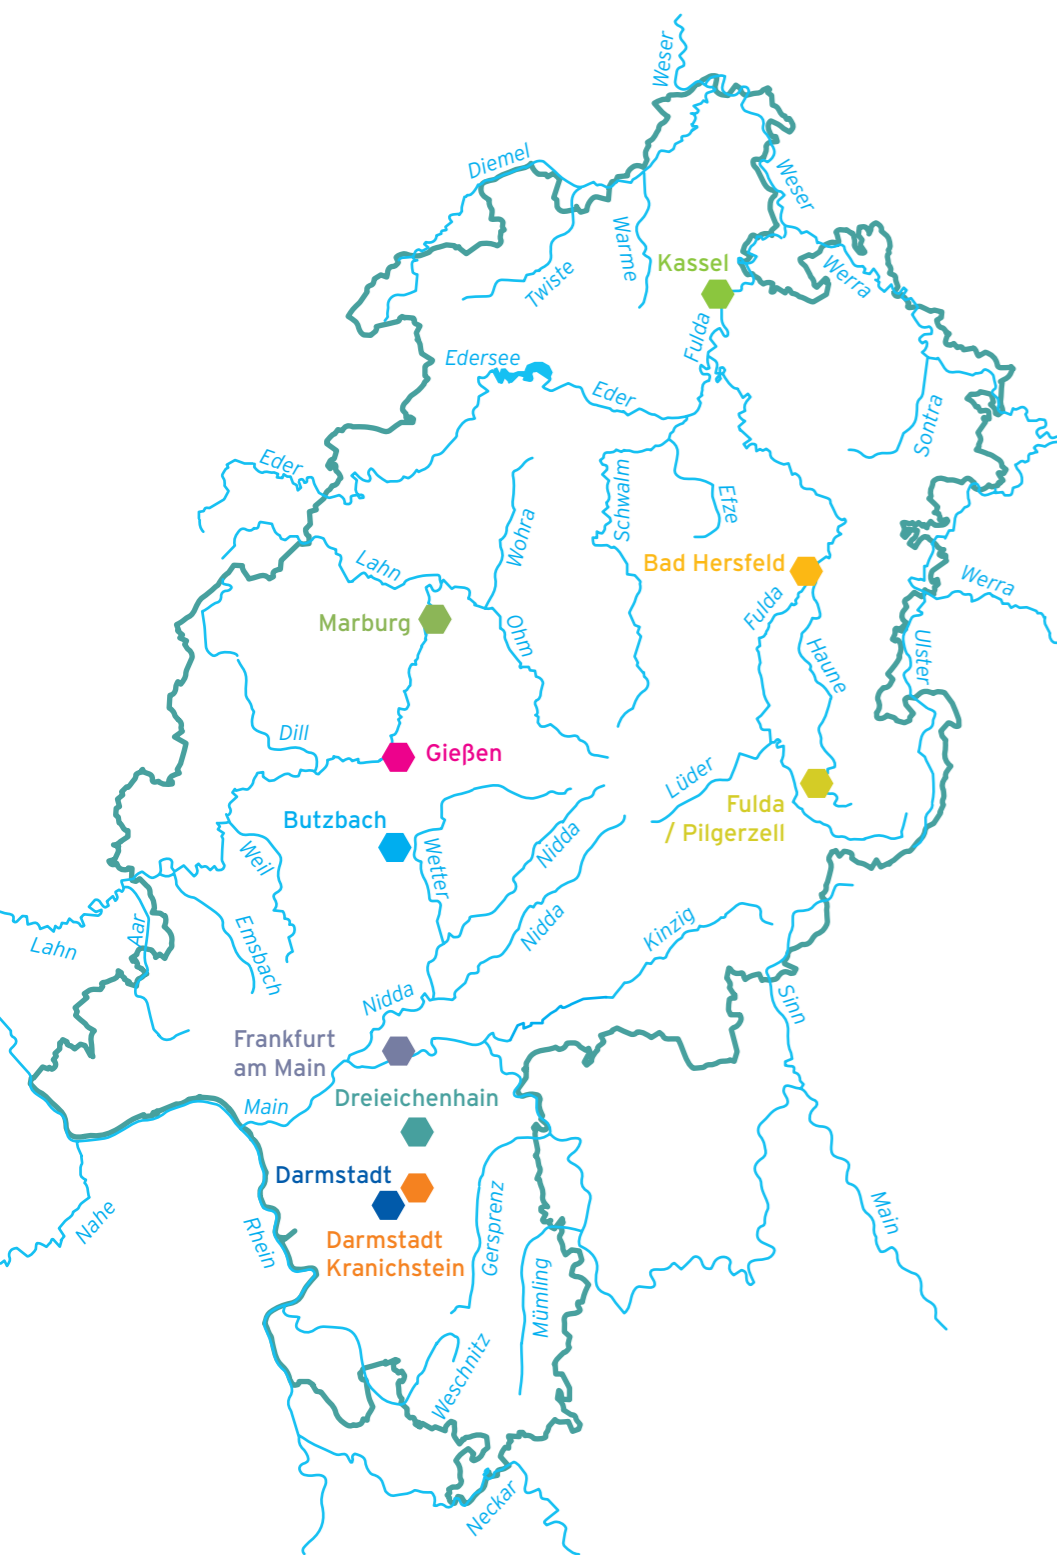 Weser
Diemel
Weser
Warme
Kassel
Twiste
Werra
Fulda
Edersee
Eder
Sontra
Eder
Schwalm
Efze
Wohra
Lahn
Bad Hersfeld
Werra
Marburg
Fulda
Ohm
Haune
Ulster
Dill
Gießen
Lüder
Fulda
/ Pilgerzell
Butzbach
Nidda
Weil
Wetter
Nidda
Kinzig
Aar
Emsbach
Lahn
Nidda
Sinn
Frankfurt
am Main
Dreieichenhain
Main
Darmstadt
Gersprenz
Main
Nahe
Rhein
Darmstadt
Kranichstein
Mümling
Weschnitz
Neckar